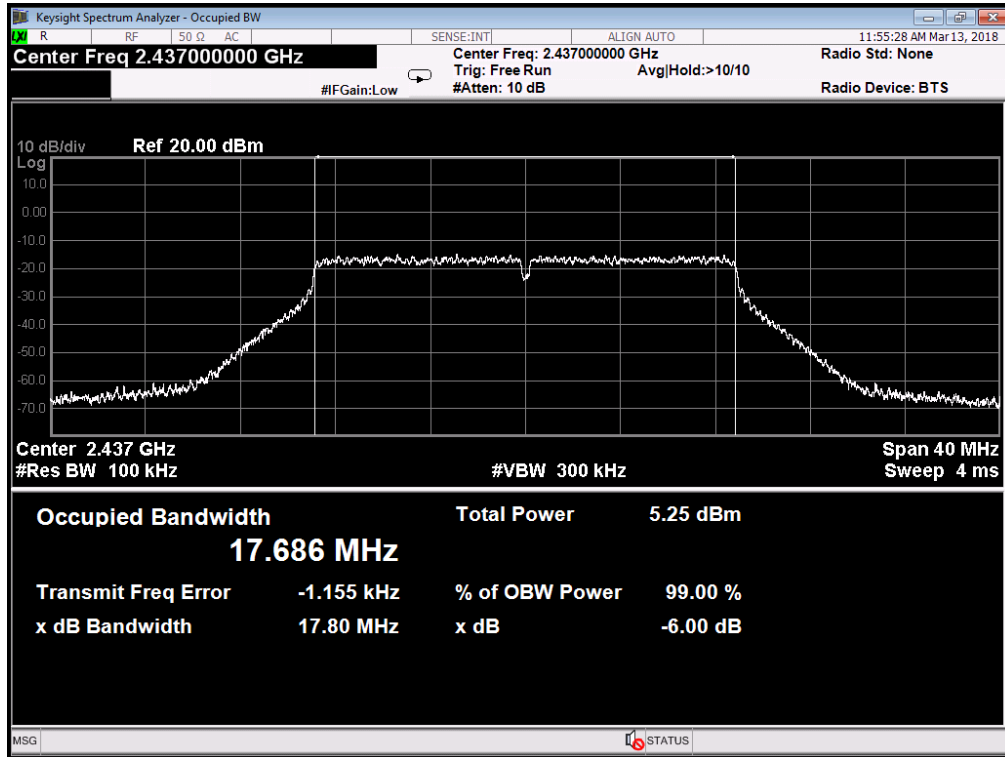 Keysight Spectrum Analyzer - Occupied BW
LXI R RF 50 Ω AC SENSE:INT ALIGN AUTO 11:55:28 AM Mar 13, 2018
Center Freq 2.437000000 GHz Center Freq: 2.437000000 GHz Radio Std: None
Trig: Free Run Avg|Hold:>10/10
#IFGain:Low #Atten: 10 dB Radio Device: BTS
10 dB/div Ref 20.00 dBm
Log
10.0
0.00
-10.0
-20.0
-30.0
-40.0
-50.0
-60.0
-70.0
Center 2.437 GHz Span 40 MHz
#Res BW 100 kHz #VBW 300 kHz Sweep 4 ms
Occupied Bandwidth Total Power 5.25 dBm
17.686 MHz
Transmit Freq Error -1.155 kHz % of OBW Power 99.00 %
x dB Bandwidth 17.80 MHz x dB -6.00 dB
MSG STATUS